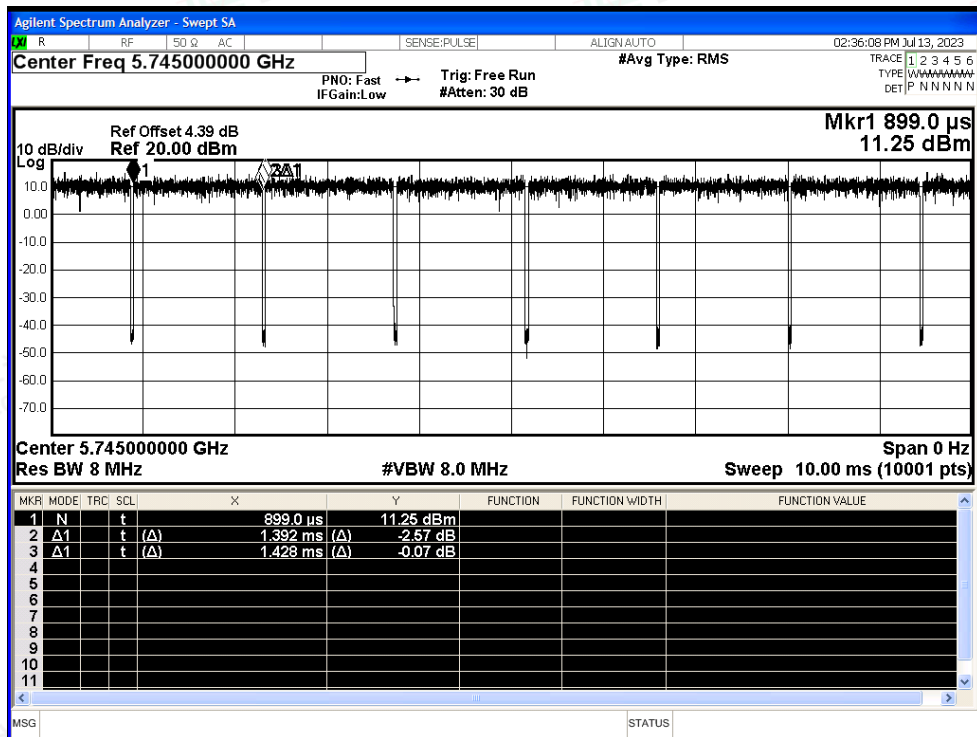 Agilent Spectrum Analyzer - Swept SA
LXI R RF 50 Ω AC SENSE:PULSE ALIGN AUTO 02:36:08 PM Jul 13, 2023
Center Freq 5.745000000 GHz #Avg Type: RMS TRACE 1 2 3 4 5 6
PNO: Fast Trig: Free Run TYPE W
IFGain:Low #Atten: 30 dB DET P N N N N N
Mkr1 899.0 µs
Ref Offset 4.39 dB
10 dB/div Ref 20.00 dBm 11.25 dBm
Log
1 3Δ1
10.0
0.00
-10.0
-20.0
-30.0
-40.0
-50.0
-60.0
-70.0
Center 5.745000000 GHz Span 0 Hz
Res BW 8 MHz #VBW 8.0 MHz Sweep 10.00 ms (10001 pts)
MKR MODE TRC SCL X Y FUNCTION FUNCTION WIDTH FUNCTION VALUE
1 N t 899.0 µs 11.25 dBm
2 Δ1 t (Δ) 1.392 ms (Δ) -2.57 dB
3 Δ1 t (Δ) 1.428 ms (Δ) -0.07 dB
4
5
6
7
8
9
10
11
MSG STATUS